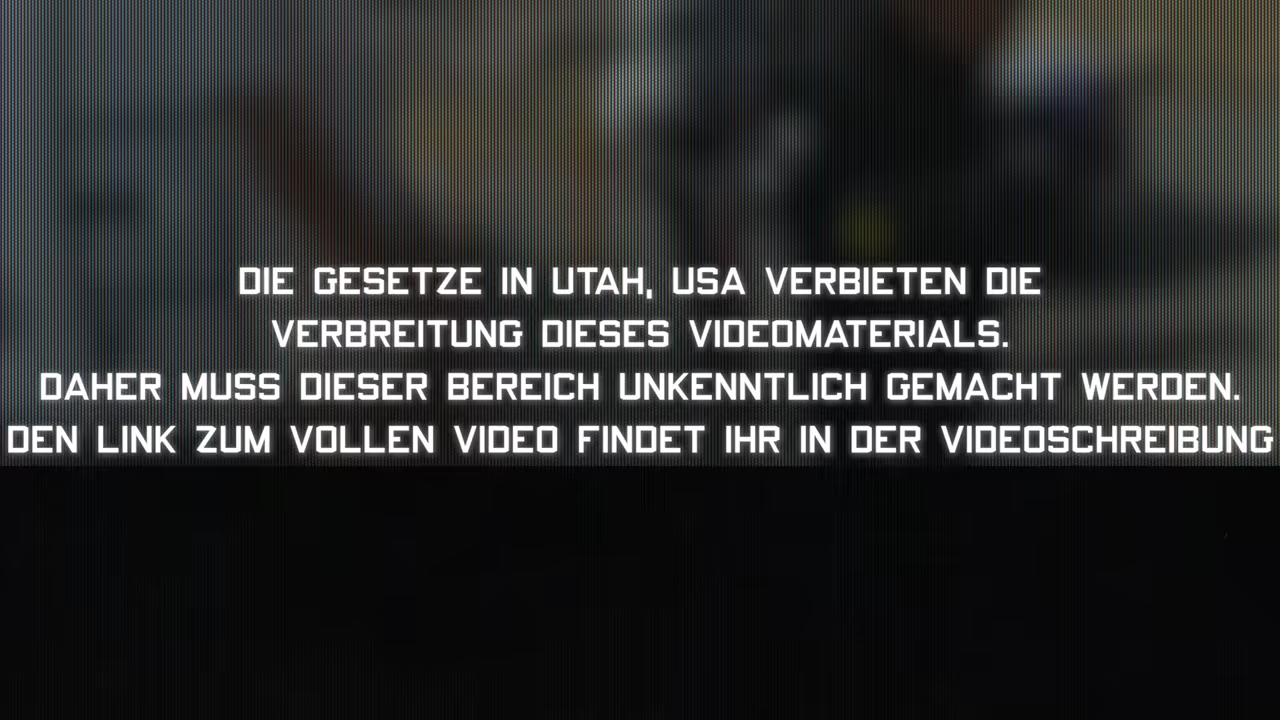 DIE GESETZE IN UTAH, USA VERBIETEN DIE
VERBREITUNG DIESES VIDEOMATERIALS.
DAHER MUSS DIESER BEREICH UNKENNTLICH GEMACHT WERDEN.
DEN LINK ZUM VOLLEN VIDEO FINDET IHR IN DER VIDEOSCHREIBUNG